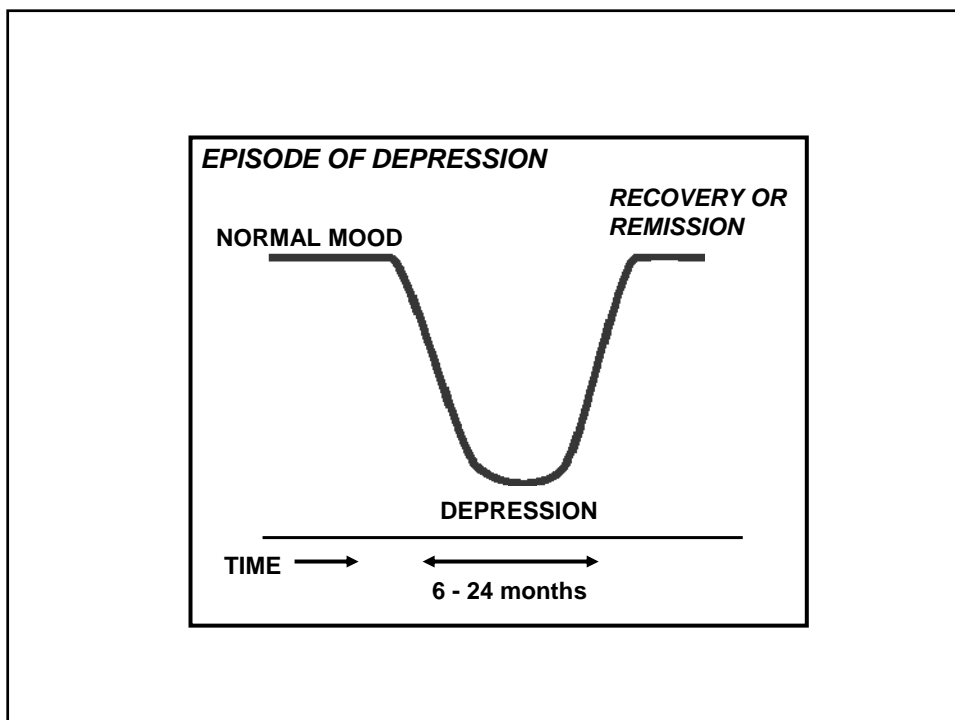 EPISODE OF DEPRESSION
RECOVERY OR
REMISSION
NORMAL MOOD
DEPRESSION
TIME
6 - 24 months